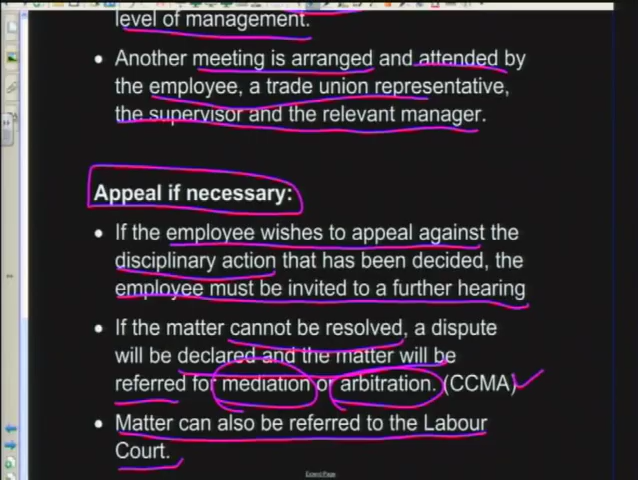 level of management.
• Another meeting is arranged and attended by
the employee, a trade union representative,
the supervisor and the relevant manager.
Appeal if necessary:
• If the employee wishes to appeal against the
disciplinary action that has been decided, the
employee must be invited to a further hearing
• If the matter cannot be resolved, a dispute
will be declared and the matter will be
referred for mediation or arbitration. (CCMA)
• Matter can also be referred to the Labour
Court.
Extend Page